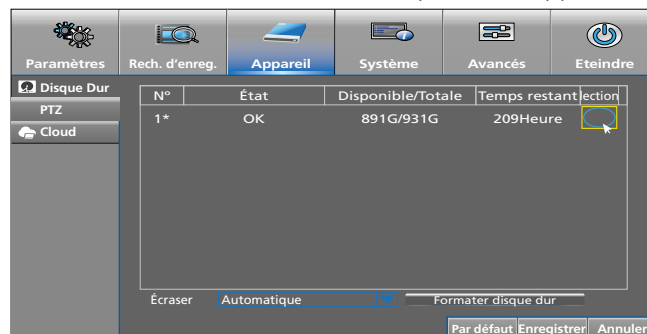 Paramètres Rech. d'enreg. Appareil Système Avancés Eteindre
Disque Dur
PTZ
Cloud
N° État Disponible/Totale Temps restant lection
1* OK 891G/931G 209Heure
Écraser Automatique Formater disque dur
Par défaut Enregistrer Annuler